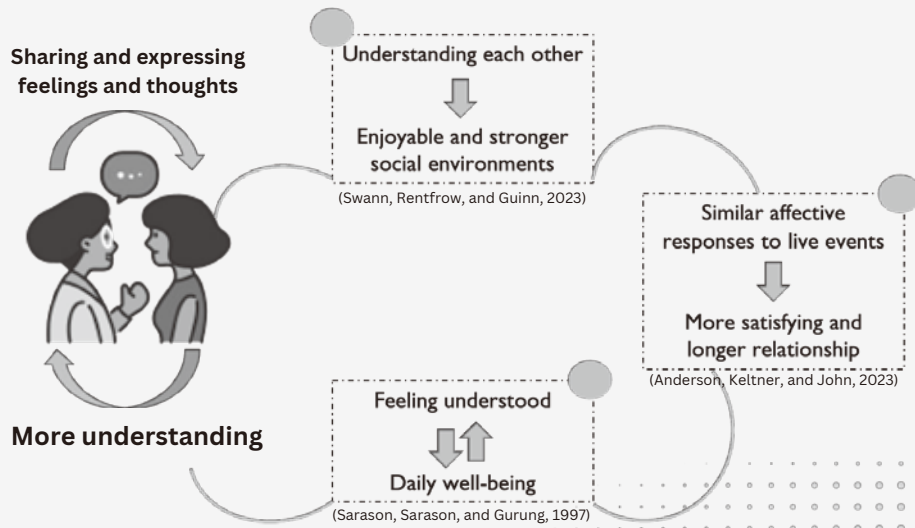 Sharing and expressing
feelings and thoughts
More understanding
Understanding each other
Enjoyable and stronger
social environments
(Swann, Rentfrow, and Guinn, 2023)
Similar affective
responses to live events
More satisfying and
longer relationship
(Anderson, Keltner, and John, 2023)
Feeling understood
Daily well-being
(Sarason, Sarason, and Gurung, 1997)